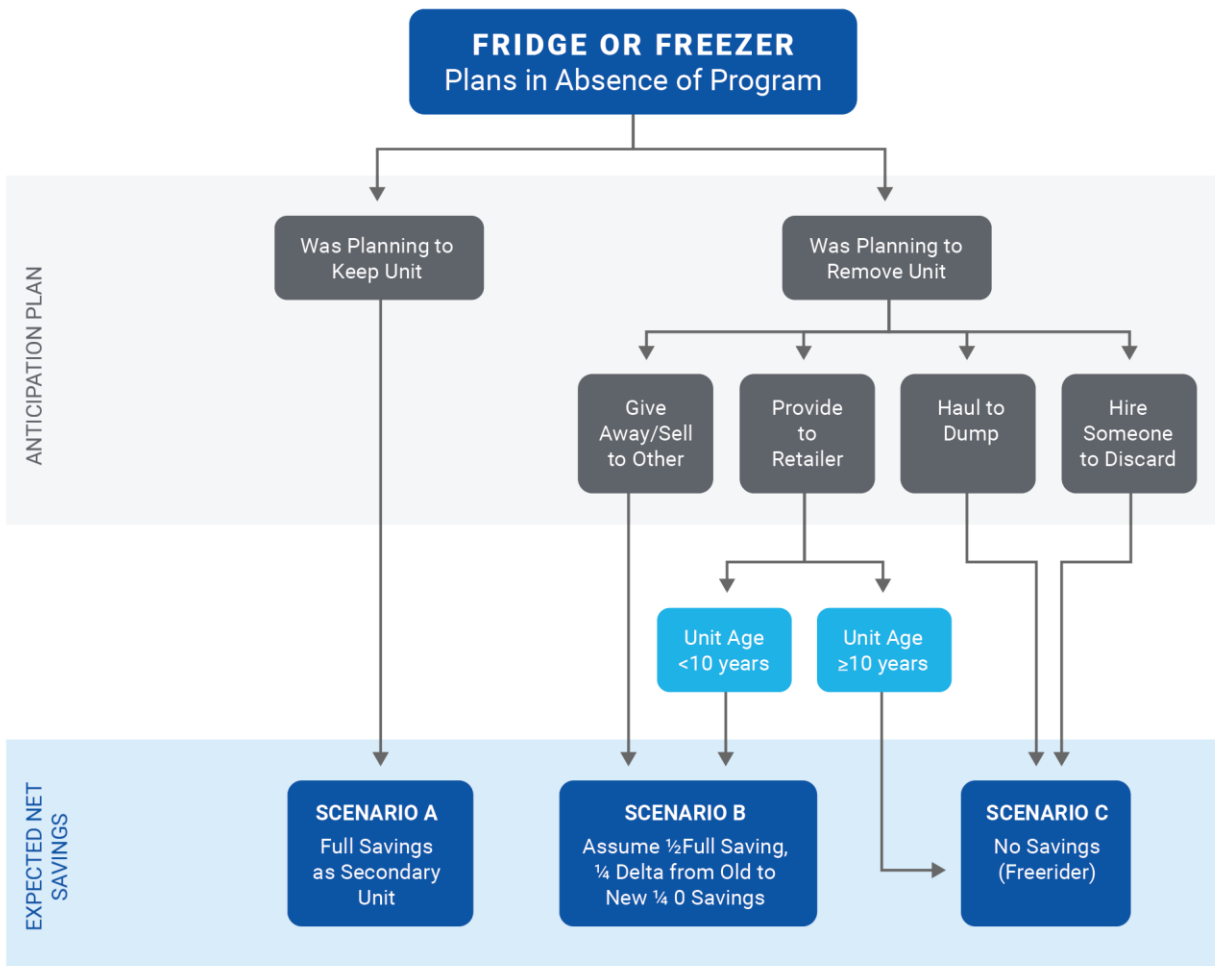 FRIDGE OR FREEZER
Plans in Absence of Program
ANTICIPATION PLAN
Was Planning to
Keep Unit
Was Planning to
Remove Unit
Give
Away/Sell
to Other
Provide
to
Retailer
Haul to
Dump
Hire
Someone
to Discard
Unit Age
<10 years
Unit Age
≥10 years
EXPECTED NET
SAVINGS
SCENARIO A
Full Savings
as Secondary
Unit
SCENARIO B
Assume ½Full Saving,
¼ Delta from Old to
New ¼ 0 Savings
SCENARIO C
No Savings
(Freerider)